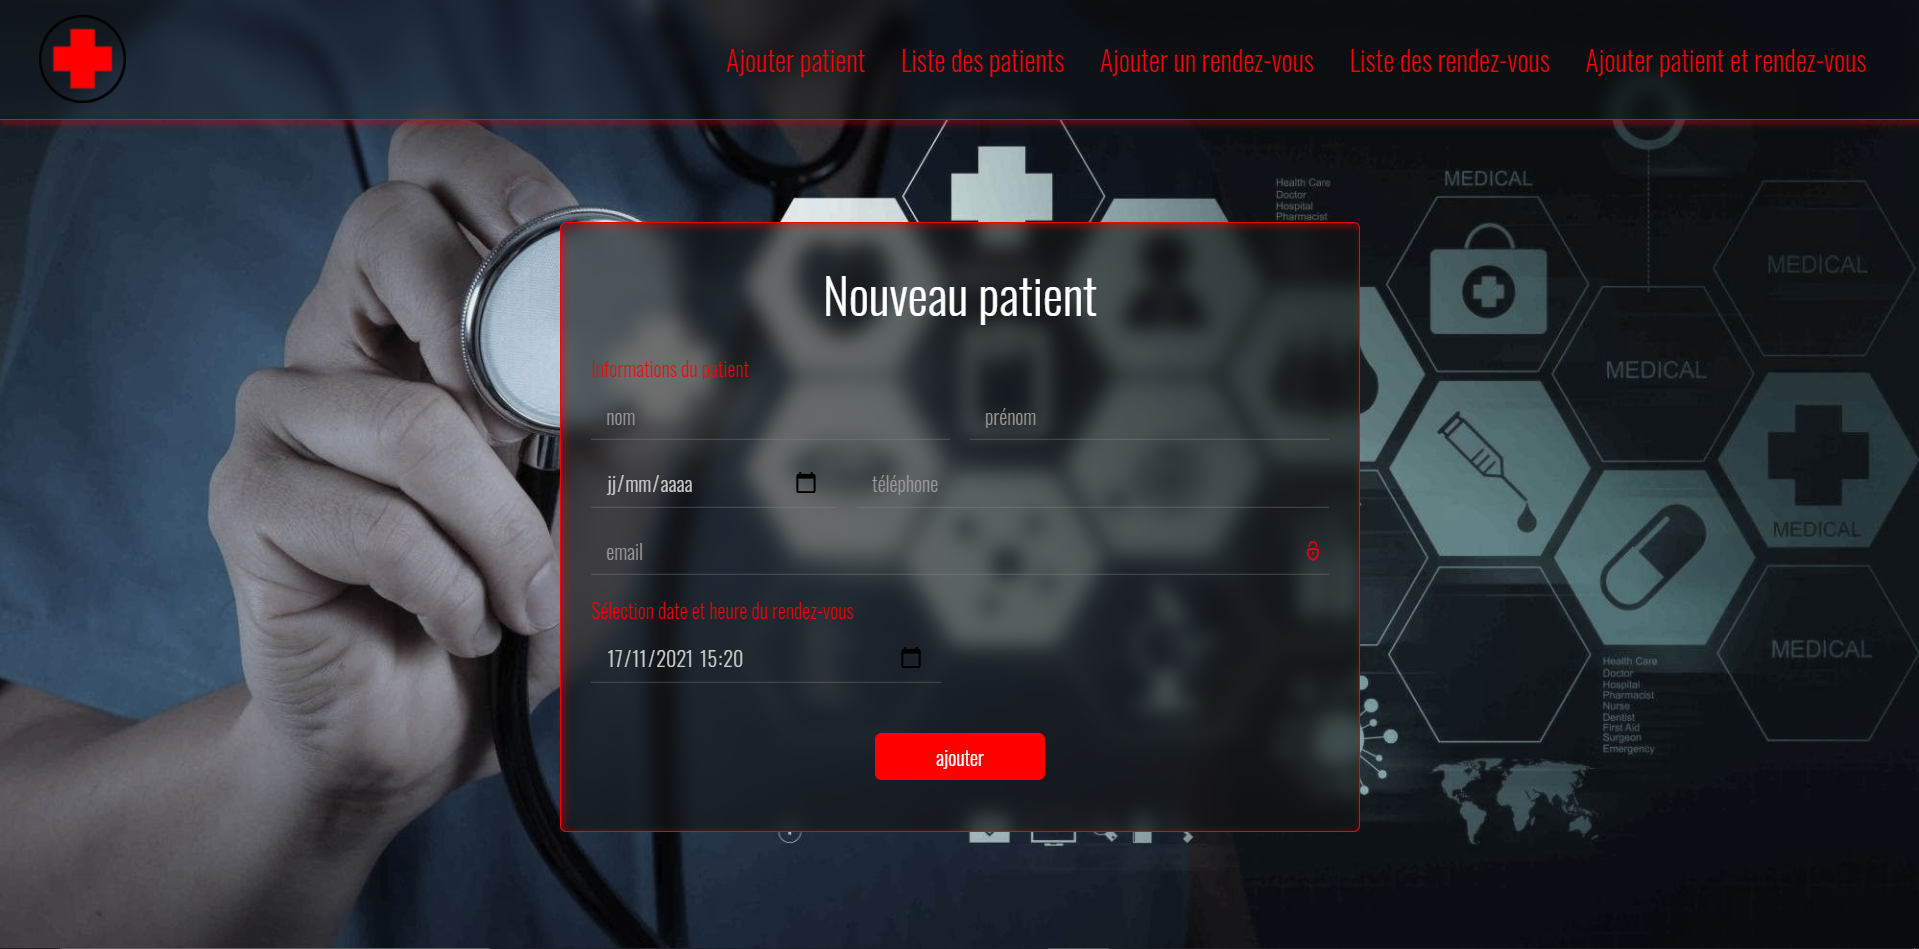 Ajouter patient Liste des patients Ajouter un rendez-vous Liste des rendez-vous Ajouter patient et rendez-vous
MEDICAL
Health Care
Doctor
Hospital
Pharmacist
MEDICAL
MEDICAL
MEDICAL
MEDICAL
Health Care
Doctor
Hospital
Pharmacist
Nurse
Dentist
First Aid
Surgeon
Emergency
Nouveau patient
Informations du patient
nom prénom
jj/mm/aaaa téléphone
email
Sélection date et heure du rendez-vous
17/11/2021 15:20
ajouter